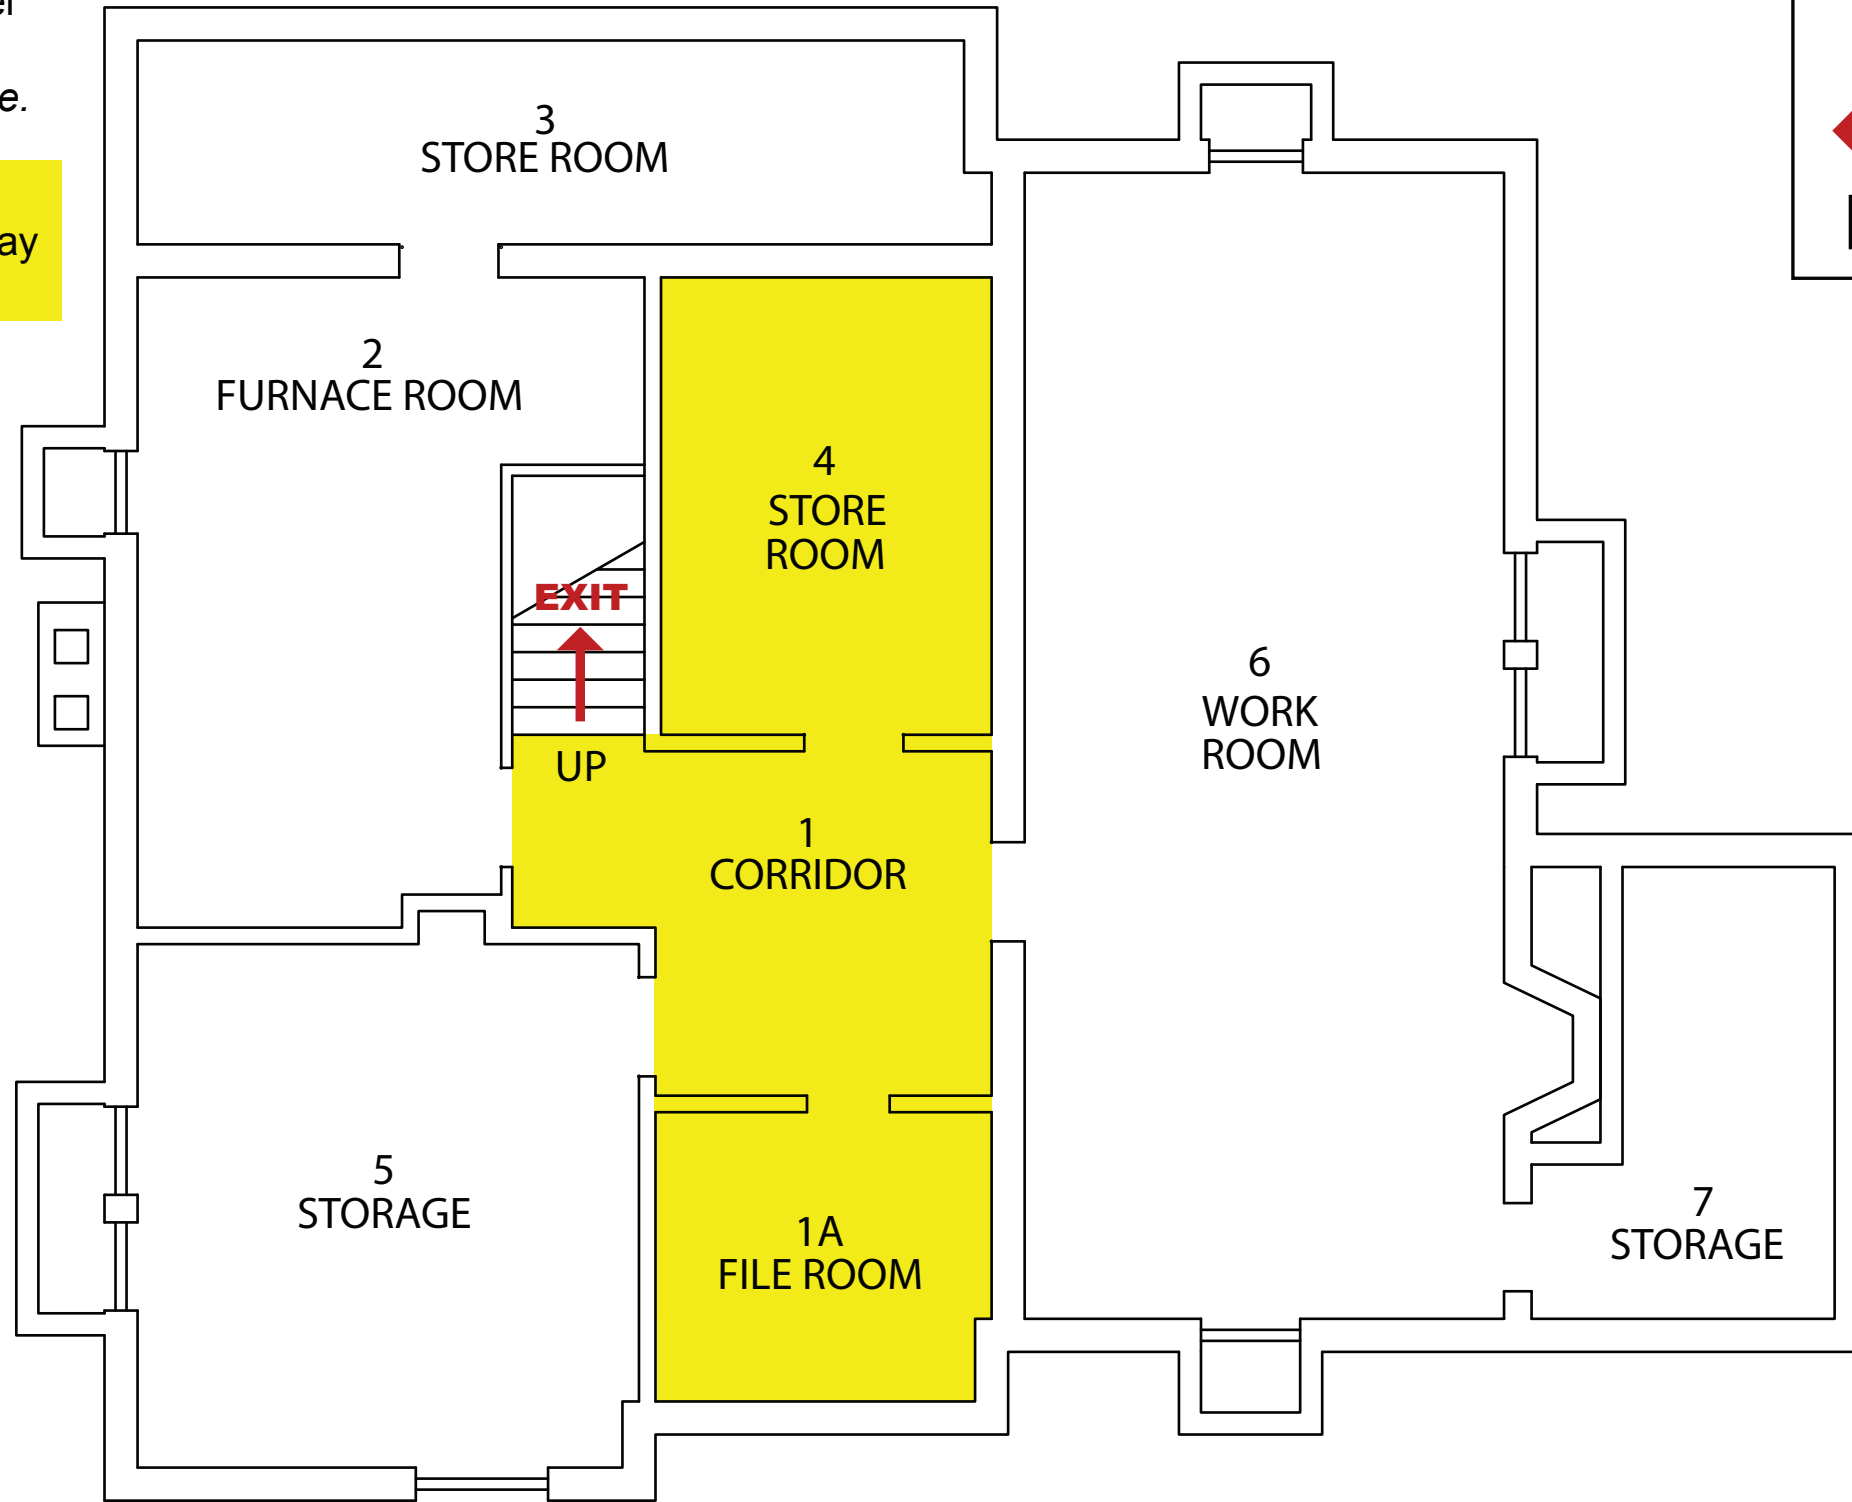 e.
ay
3
STORE ROOM
2
FURNACE ROOM
4
STORE
ROOM
EXIT
UP
6
WORK
ROOM
1
CORRIDOR
5
STORAGE
1A
FILE ROOM
7
STORAGE